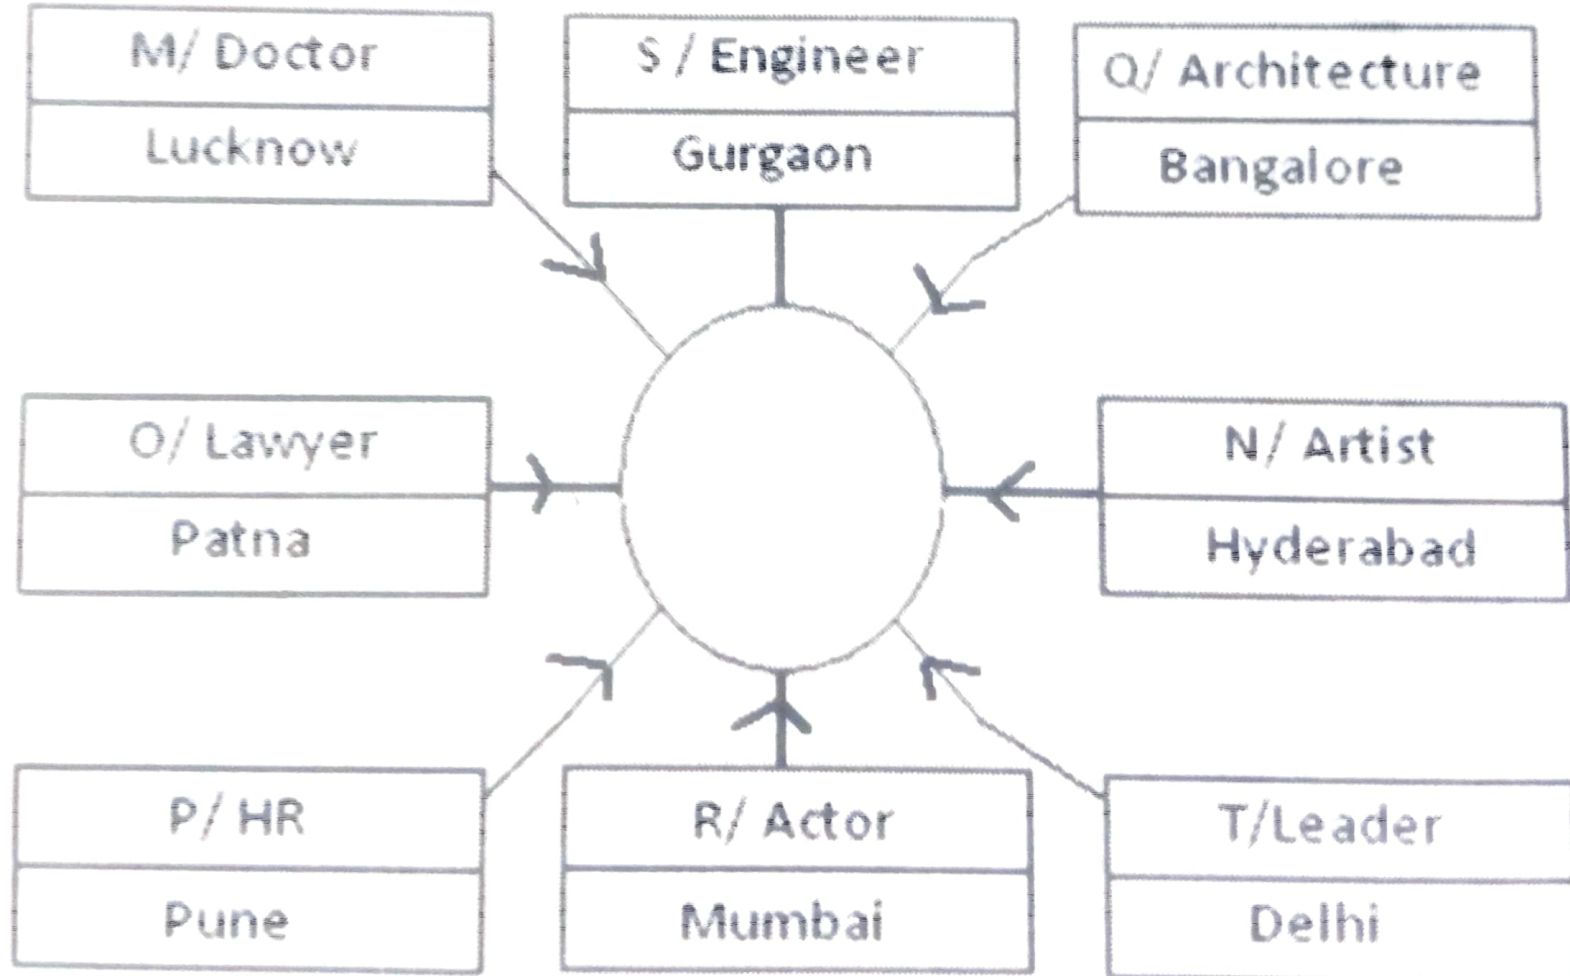 M/ Doctor
Lucknow
S / Engineer
Gurgaon
Q/ Architecture
Bangalore
O/ Lawyer
Patna
N/ Artist
Hyderabad
P/ HR
Pune
R/ Actor
Mumbai
T/Leader
Delhi